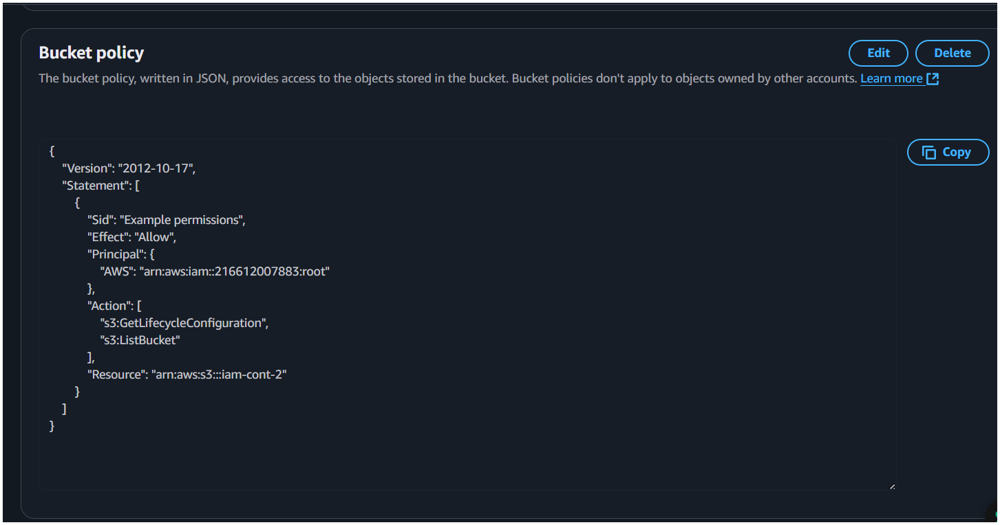 Bucket policy
Edit
Delete
The bucket policy, written in JSON, provides access to the objects stored in the bucket. Bucket policies don't apply to objects owned by other accounts. Learn more
Copy
{
"Version": "2012-10-17",
"Statement": [
{
"Sid": "Example permissions",
"Effect": "Allow",
"Principal": {
"AWS": "arn:aws:iam::216612007883:root"
},
"Action": [
"s3:GetLifecycleConfiguration",
"s3:ListBucket"
],
"Resource": "arn:aws:s3:::iam-cont-2"
}
]
}